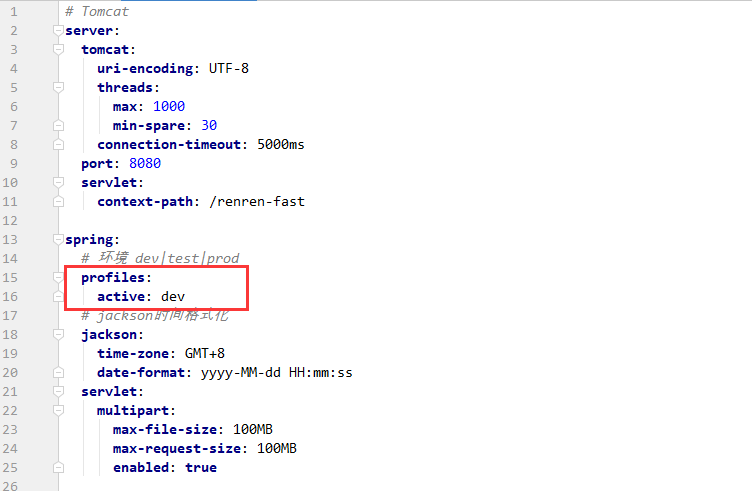 1 # Tomcat
2 server:
3 tomcat:
4 uri-encoding: UTF-8
5 threads:
6 max: 1000
7 min-spare: 30
8 connection-timeout: 5000ms
9 port: 8080
10 servlet:
11 context-path: /renren-fast
12
13 spring:
14 # 环境 dev|test|prod
15 profiles:
16 active: dev
17 # jackson时间格式化
18 jackson:
19 time-zone: GMT+8
20 date-format: yyyy-MM-dd HH:mm:ss
21 servlet:
22 multipart:
23 max-file-size: 100MB
24 max-request-size: 100MB
25 enabled: true
26